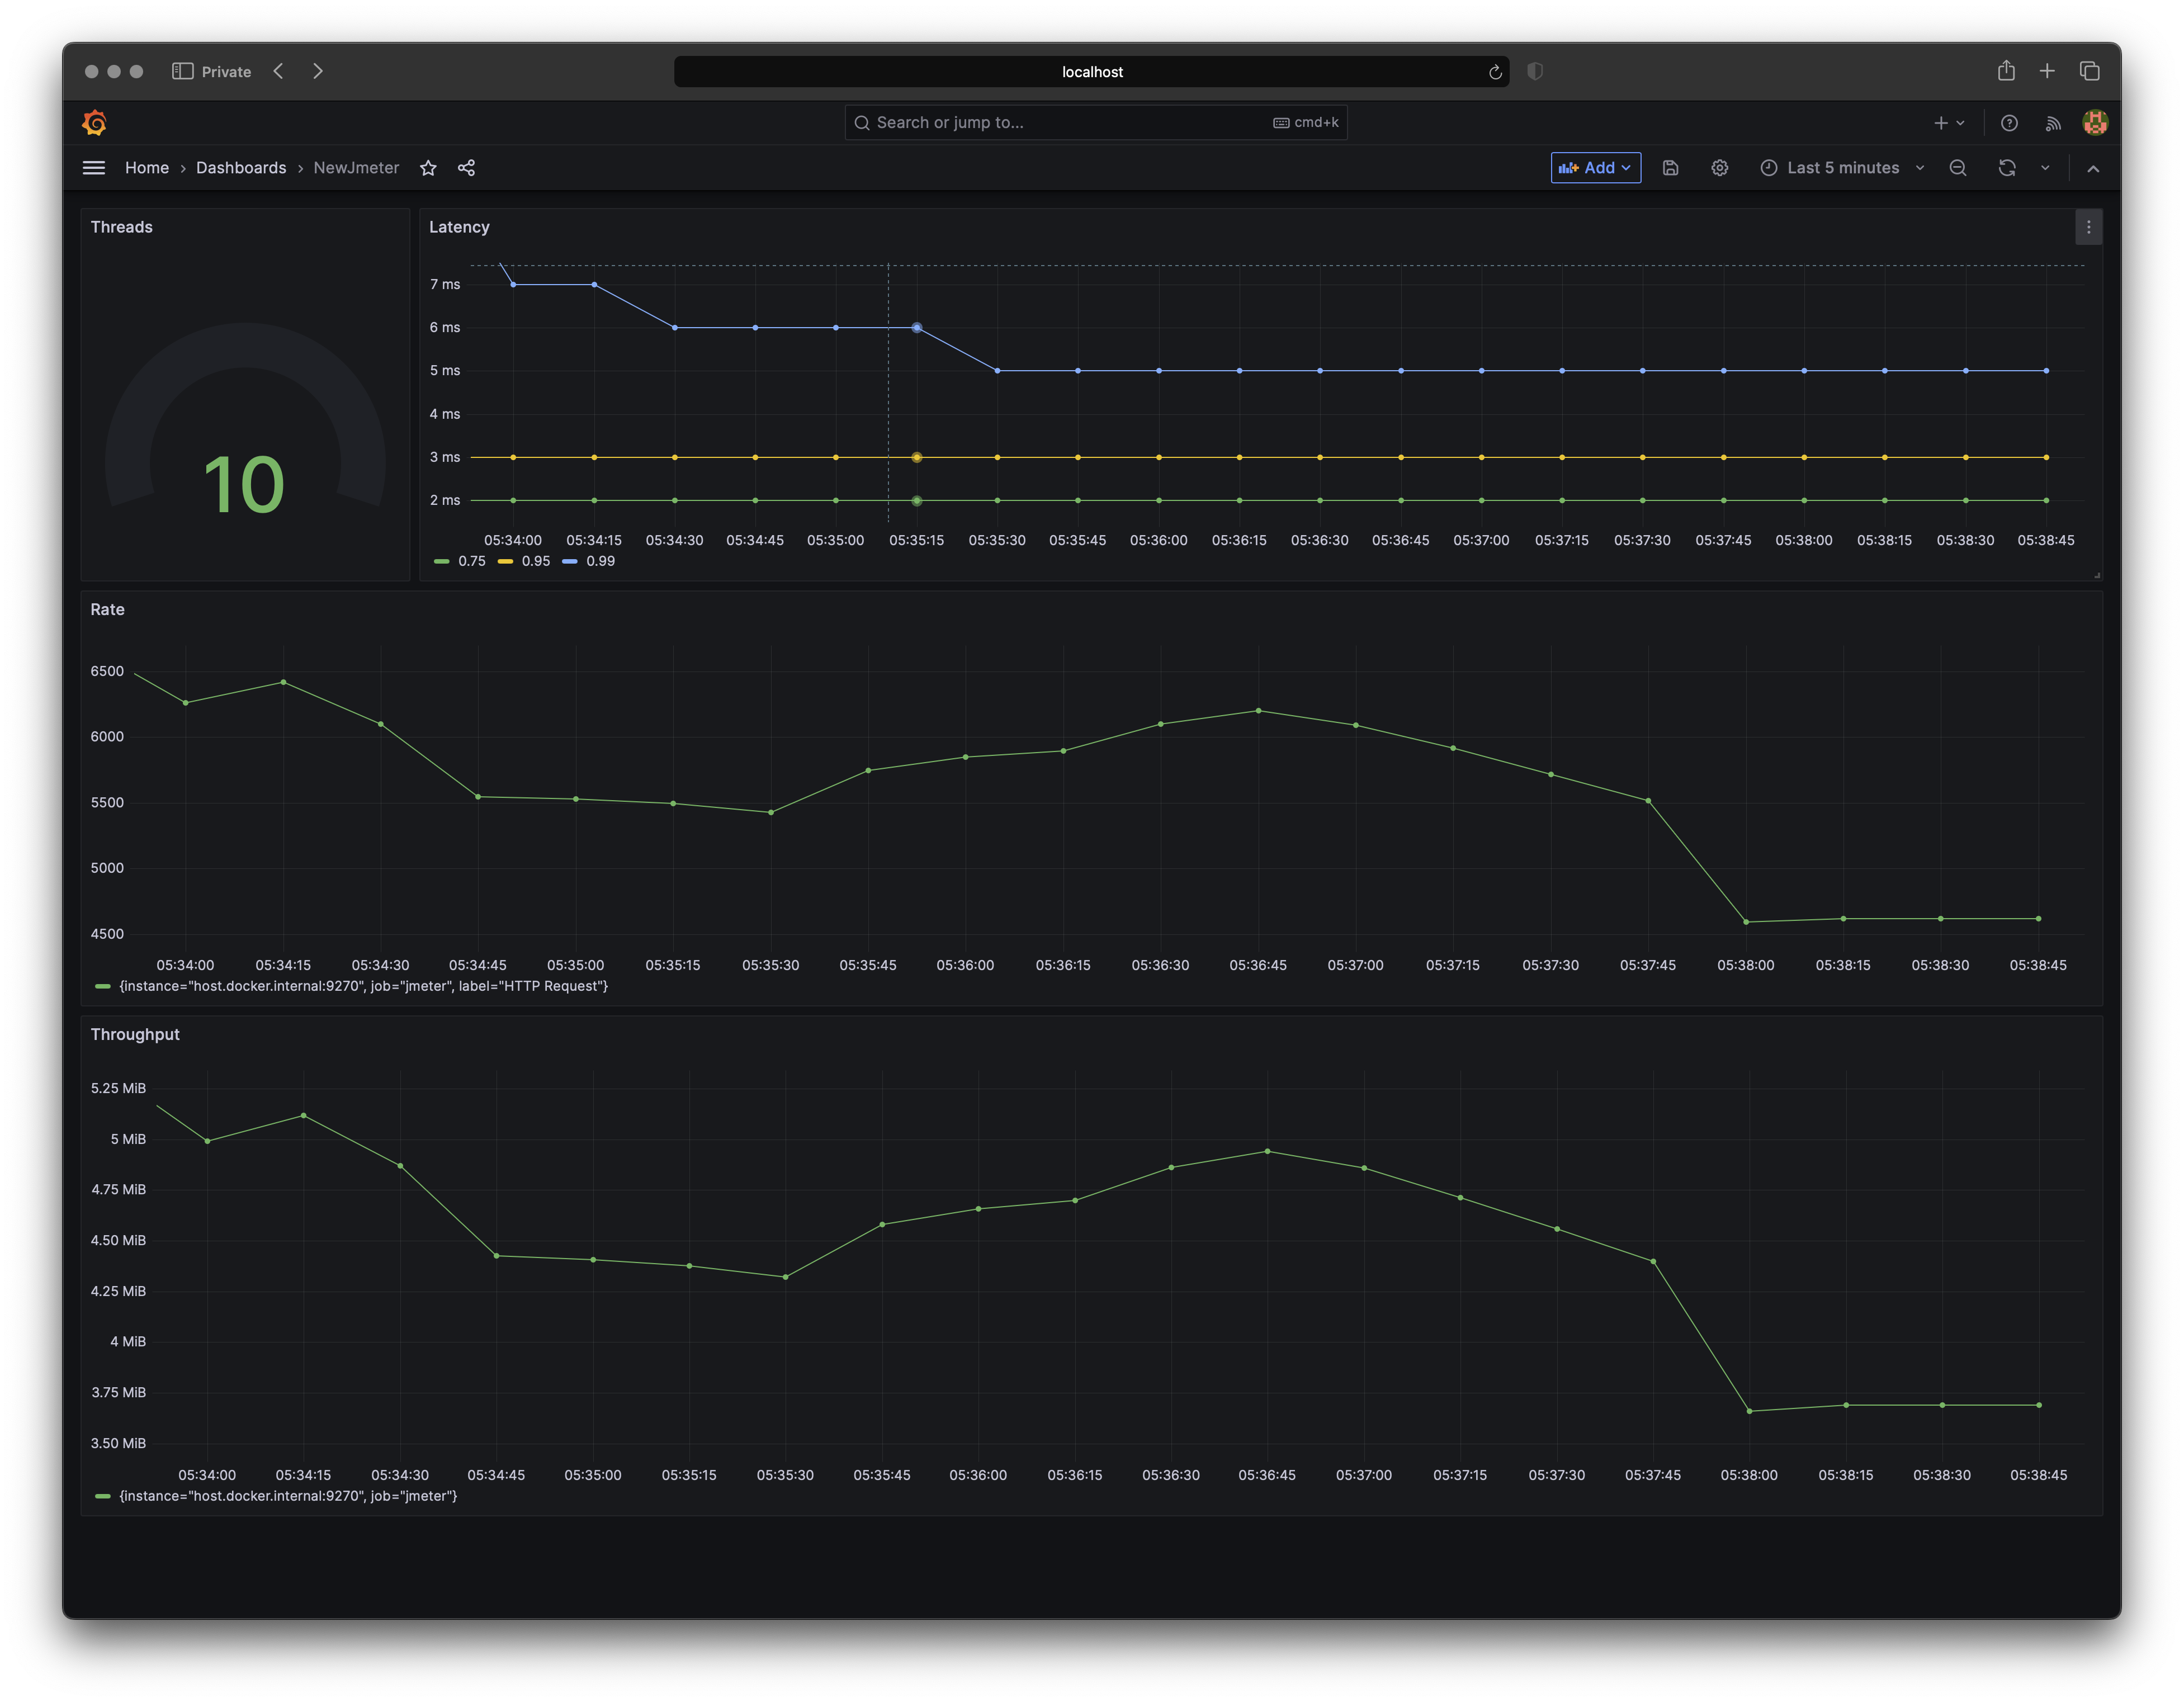 Private
localhost
Search or jump to... cmd+k
Home › Dashboards › NewJmeter
Add
Last 5 minutes
Threads
10
Latency
7 ms
6 ms
5 ms
4 ms
3 ms
2 ms
05:34:00 05:34:15 05:34:30 05:34:45 05:35:00 05:35:15 05:35:30 05:35:45 05:36:00 05:36:15 05:36:30 05:36:45 05:37:00 05:37:15 05:37:30 05:37:45 05:38:00 05:38:15 05:38:30 05:38:45
0.75 0.95 0.99
Rate
6500
6000
5500
5000
4500
05:34:00 05:34:15 05:34:30 05:34:45 05:35:00 05:35:15 05:35:30 05:35:45 05:36:00 05:36:15 05:36:30 05:36:45 05:37:00 05:37:15 05:37:30 05:37:45 05:38:00 05:38:15 05:38:30 05:38:45
{instance="host.docker.internal:9270", job="jmeter", label="HTTP Request"}
Throughput
5.25 MiB
5 MiB
4.75 MiB
4.50 MiB
4.25 MiB
4 MiB
3.75 MiB
3.50 MiB
05:34:00 05:34:15 05:34:30 05:34:45 05:35:00 05:35:15 05:35:30 05:35:45 05:36:00 05:36:15 05:36:30 05:36:45 05:37:00 05:37:15 05:37:30 05:37:45 05:38:00 05:38:15 05:38:30 05:38:45
{instance="host.docker.internal:9270", job="jmeter"}